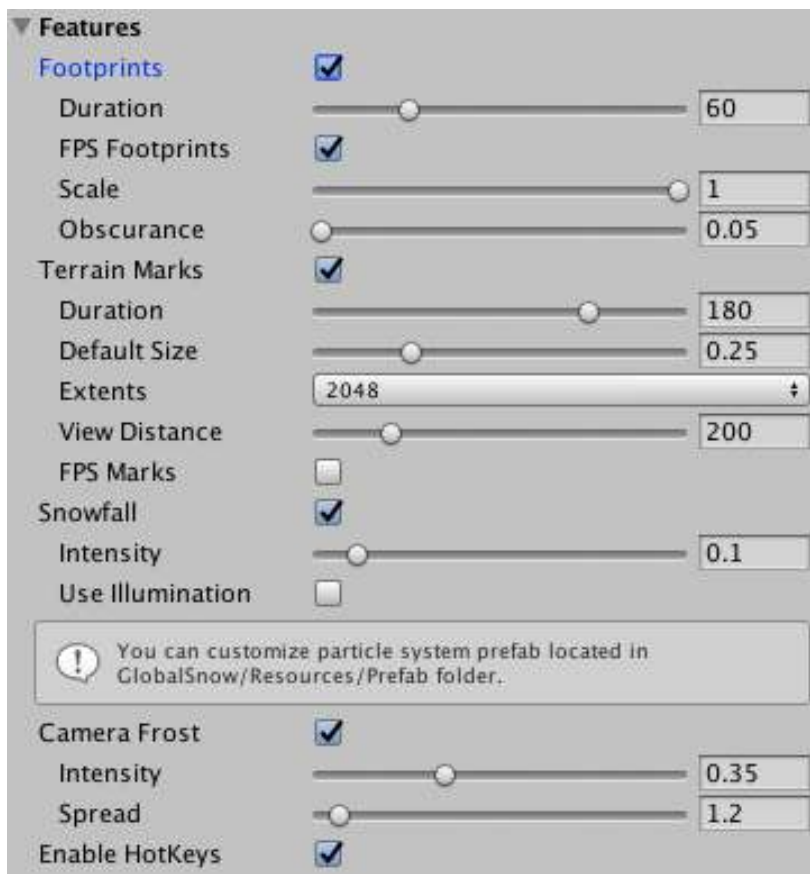 Features
Footprints
Duration 60
FPS Footprints
Scale 1
Obscurance 0.05
Terrain Marks
Duration 180
Default Size 0.25
Extents 2048
View Distance 200
FPS Marks
Snowfall
Intensity 0.1
Use Illumination
You can customize particle system prefab located in
GlobalSnow/Resources/Prefab folder.
Camera Frost
Intensity 0.35
Spread 1.2
Enable HotKeys